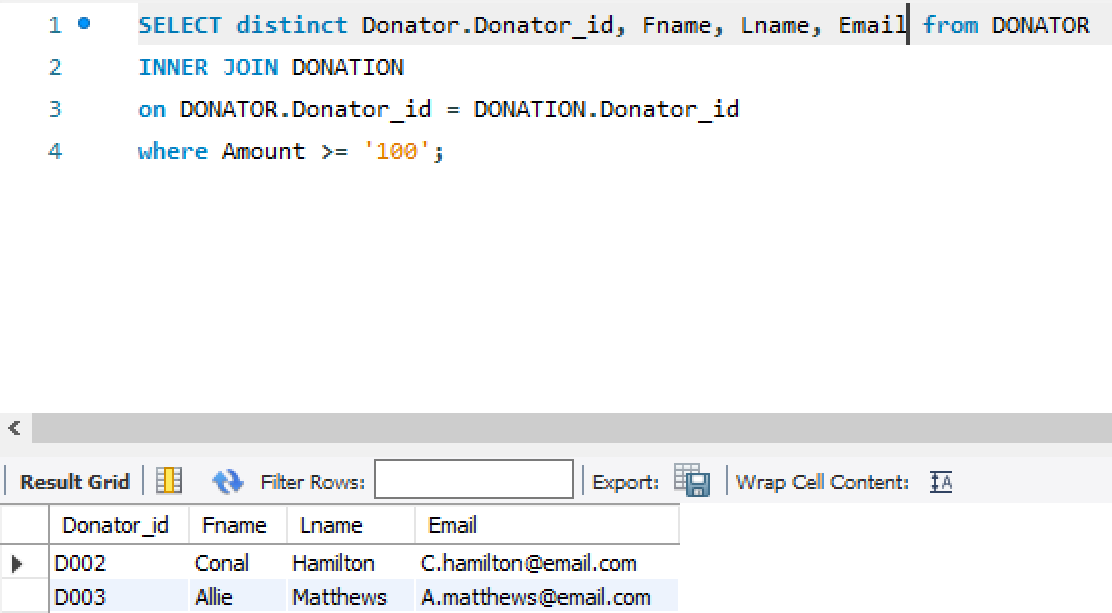 1 SELECT distinct Donator.Donator_id, Fname, Lname, Email from DONATOR
2 INNER JOIN DONATION
3 on DONATOR.Donator_id = DONATION.Donator_id
4 where Amount >= '100';
Result Grid Filter Rows: Export: Wrap Cell Content: IA
Donator_id Fname Lname Email
D002 Conal Hamilton C.hamilton@email.com
D003 Allie Matthews A.matthews@email.com